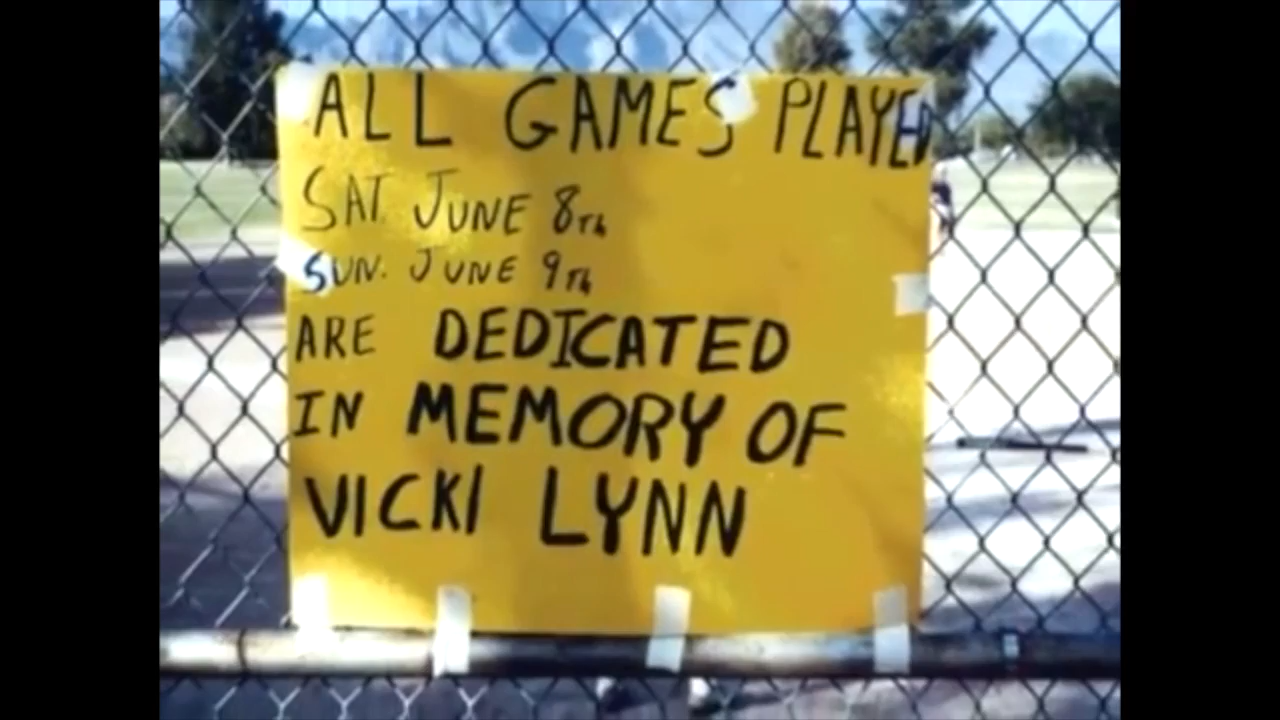 ALL GAMES PLAYED
SAT. JUNE 8TH
SUN. JUNE 9TH
ARE DEDICATED
IN MEMORY OF
VICKI LYNN